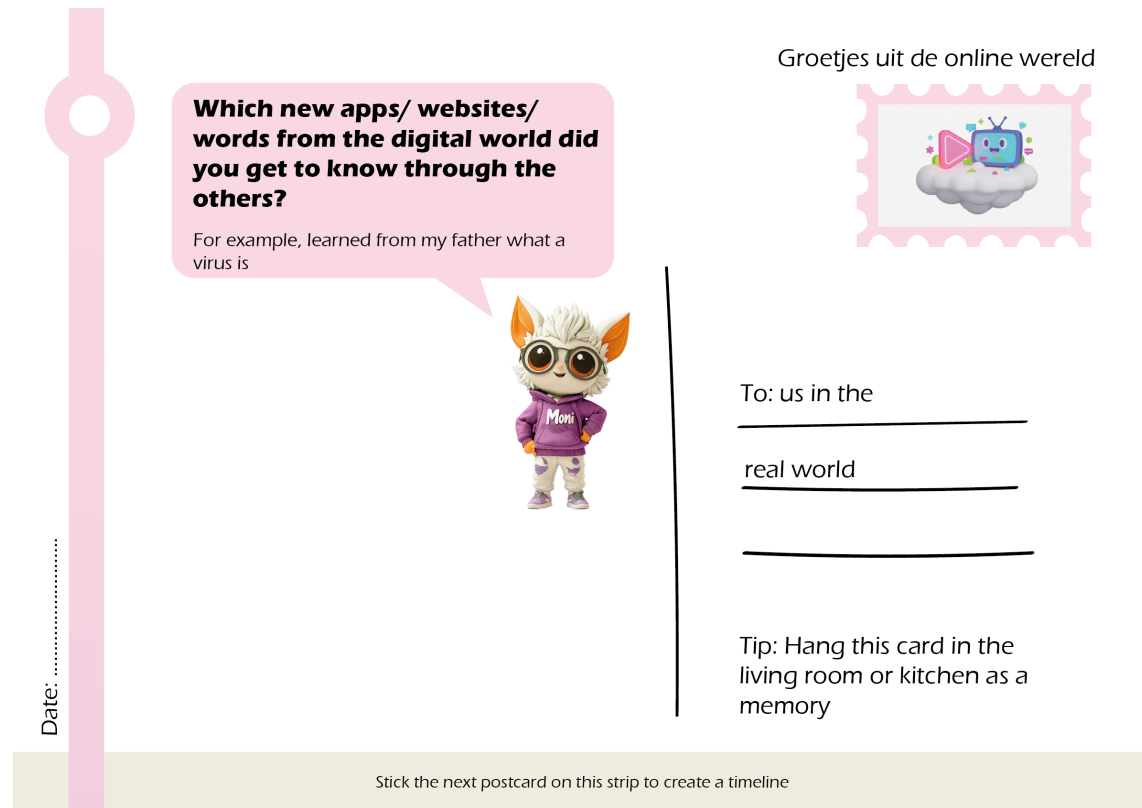 Groetjes uit de online wereld
Which new apps/ websites/
words from the digital world did
you get to know through the
others?
For example, learned from my father what a
virus is
Moni
To: us in the
real world
Tip: Hang this card in the
living room or kitchen as a
memory
Date: ................................
Stick the next postcard on this strip to create a timeline